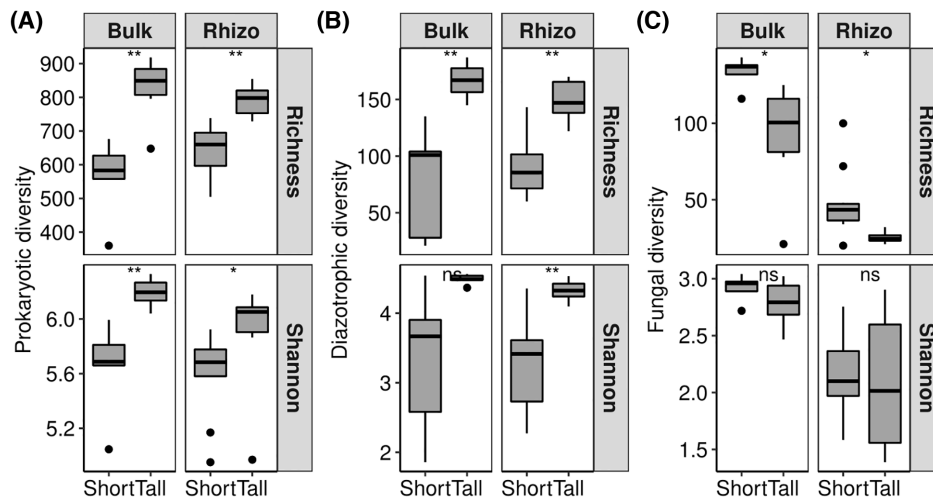 (A)
Bulk
Rhizo
**
**
900
800
700
600
500
400
Richness
**
*
6.0
5.6
5.2
Shannon
Prokaryotic diversity
ShortTall
ShortTall
(B)
Bulk
Rhizo
**
**
150
100
50
Richness
ns
**
4
3
2
Shannon
Diazotrophic diversity
ShortTall
ShortTall
(C)
Bulk
Rhizo
*
*
100
50
Richness
ns
ns
3.0
2.5
2.0
1.5
Shannon
Fungal diversity
ShortTall
ShortTall